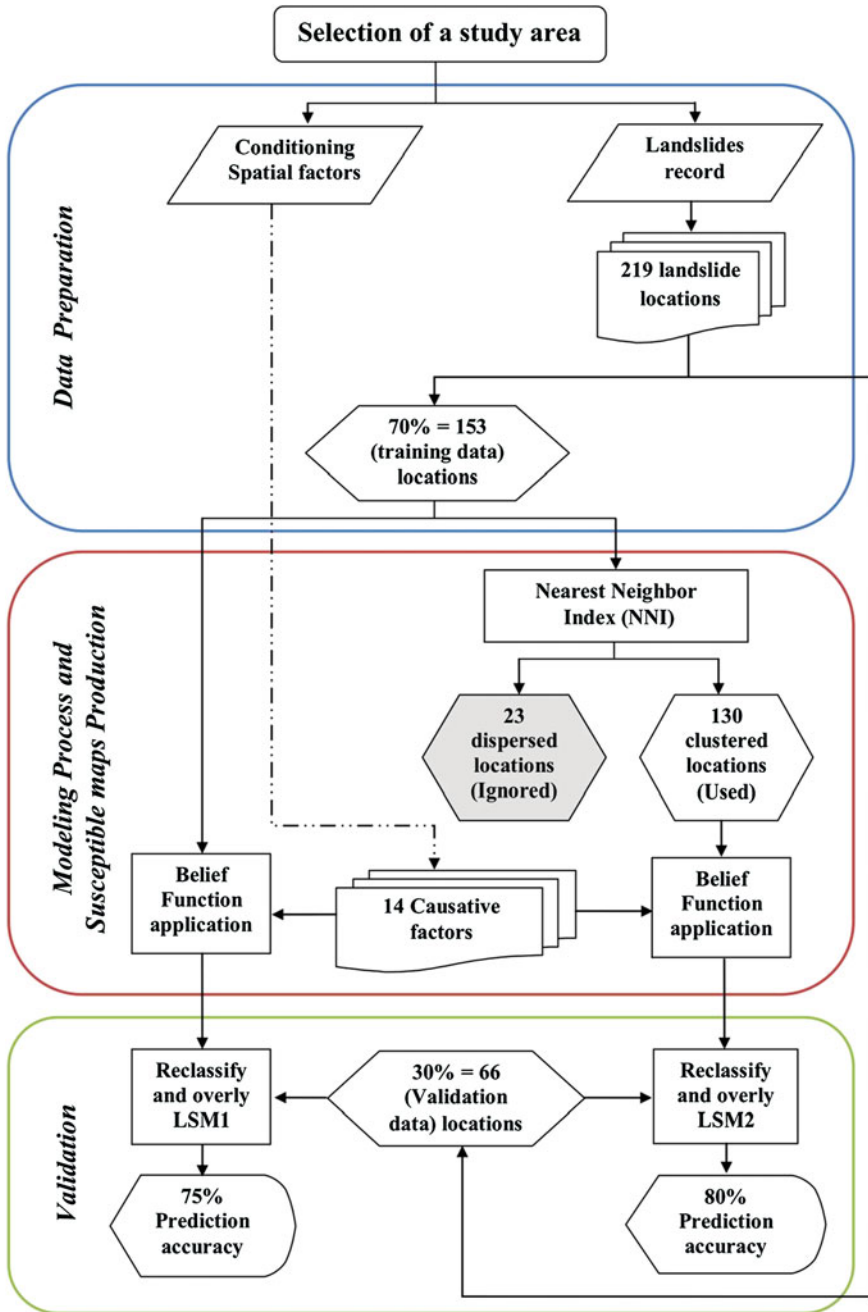 Selection of a study area
Data Preparation
Conditioning
Spatial factors
Landslides
record
219 landslide
locations
70% = 153
(training data)
locations
Modeling Process and
Susceptible maps Production
Nearest Neighbor
Index (NNI)
23
dispersed
locations
(Ignored)
130
clustered
locations
(Used)
Belief
Function
application
14 Causative
factors
Belief
Function
application
Validation
Reclassify
and overly
LSM1
30% = 66
(Validation
data) locations
Reclassify
and overly
LSM2
75%
Prediction
accuracy
80%
Prediction
accuracy